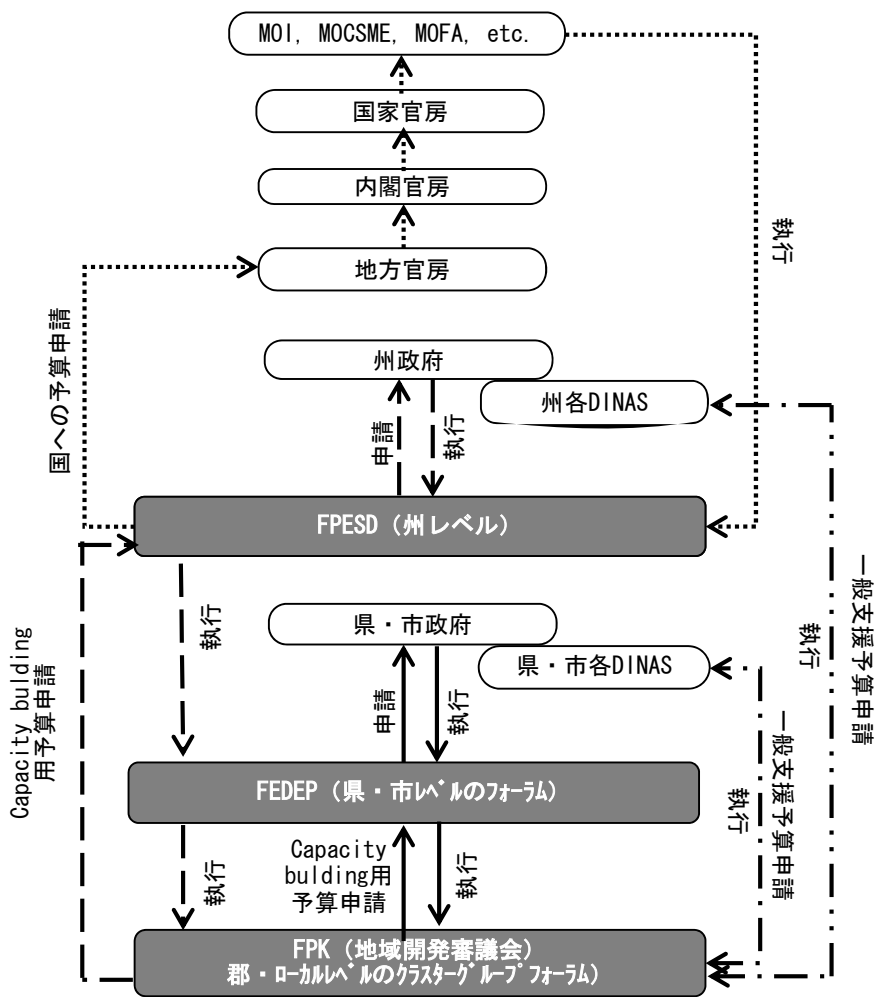 MOI, MOCSME, MOFA, etc.
国家官房
内閣官房
地方官房
執行
国への予算申請
州政府
州各DINAS
申請
執行
FPESD（州レベル）
執行
県・市政府
県・市各DINAS
申請
執行
Capacity bulding
用予算申請
FEDEP（県・市ﾚﾍﾞﾙのﾌｫｰﾗﾑ）
執行
一般支援予算申請
執行
一般支援予算申請
執行
Capacity
bulding用
予算申請
執行
FPK（地域開発審議会）
郡・ﾛｰｶﾙﾚﾍﾞﾙのｸﾗｽﾀｰｸﾞﾙｰﾌﾟﾌｫｰﾗﾑ）